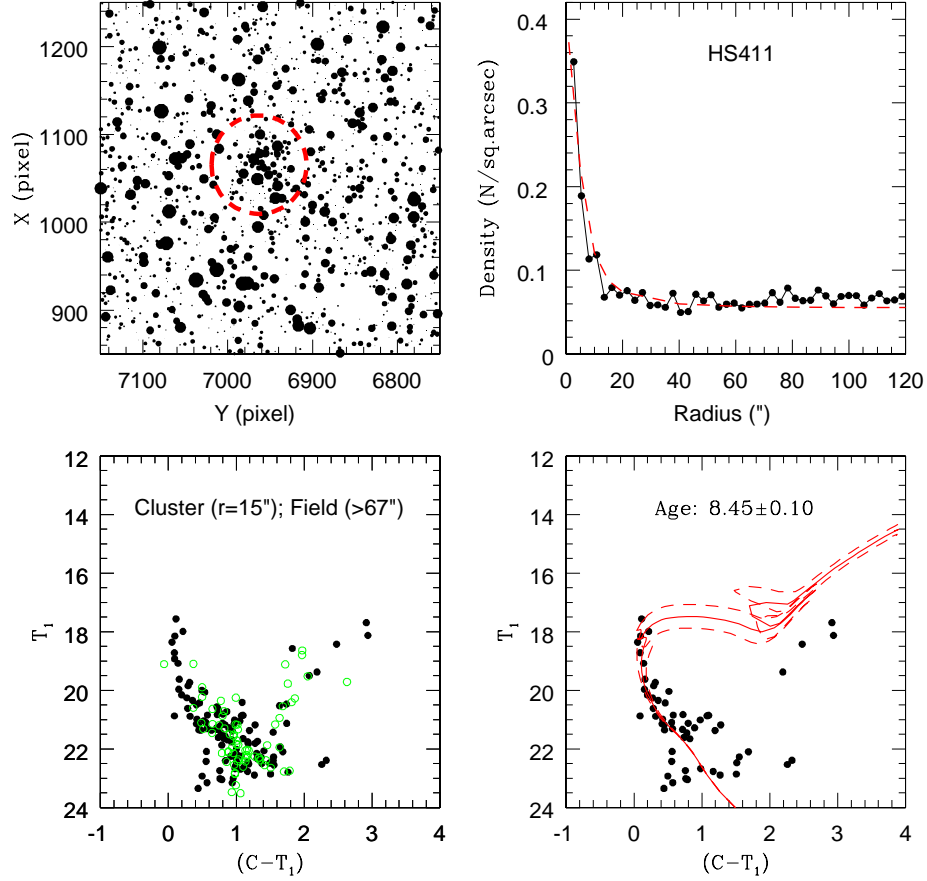 1200
1100
1000
900
X (pixel)
7100 7000 6900 6800
Y (pixel)
HS411
0.4
0.3
0.2
0.1
0
Density (N/sq.arcsec)
0 20 40 60 80 100 120
Radius (")
Cluster (r=15"); Field (>67")
12
14
16
18
20
22
24
T1
-1 0 1 2 3 4
(C−T1)
Age: 8.45±0.10
12
14
16
18
20
22
24
T1
-1 0 1 2 3 4
(C−T1)